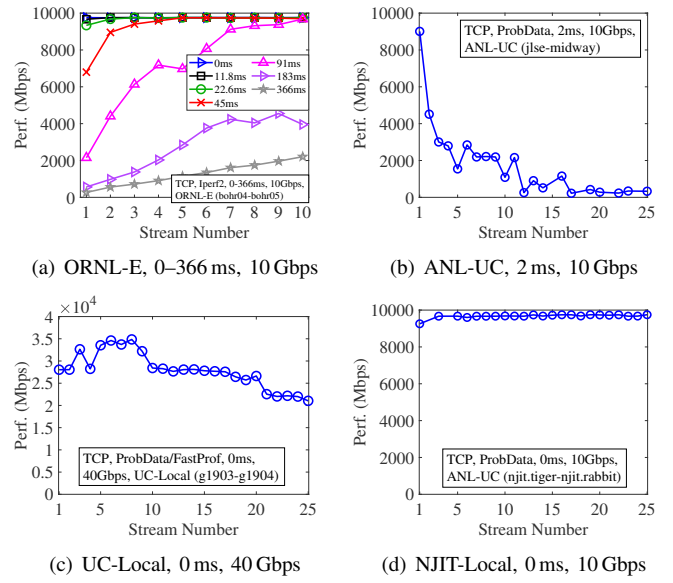 10000
8000
6000
4000
2000
0
Perf. (Mbps)
0ms
11.8ms
22.6ms
45ms
91ms
183ms
366ms
TCP, Iperf2, 0-366ms, 10Gbps,
ORNL-E (bohr04-bohr05)
1 2 3 4 5 6 7 8 9 10
Stream Number
(a) ORNL-E, 0–366 ms, 10 Gbps
10000
8000
6000
4000
2000
0
Perf. (Mbps)
TCP, ProbData, 2ms, 10Gbps,
ANL-UC (jlse-midway)
1 5 10 15 20 25
Stream Number
(b) ANL-UC, 2 ms, 10 Gbps
× 10⁴
4
3.5
3
2.5
2
1.5
1
0.5
0
Perf. (Mbps)
TCP, ProbData/FastProf, 0ms,
40Gbps, UC-Local (g1903-g1904)
1 5 10 15 20 25
Stream Number
(c) UC-Local, 0 ms, 40 Gbps
10000
8000
6000
4000
2000
0
Perf. (Mbps)
TCP, ProbData, 0ms, 10Gbps,
ANL-UC (njit.tiger-njit.rabbit)
1 5 10 15 20 25
Stream Number
(d) NJIT-Local, 0 ms, 10 Gbps